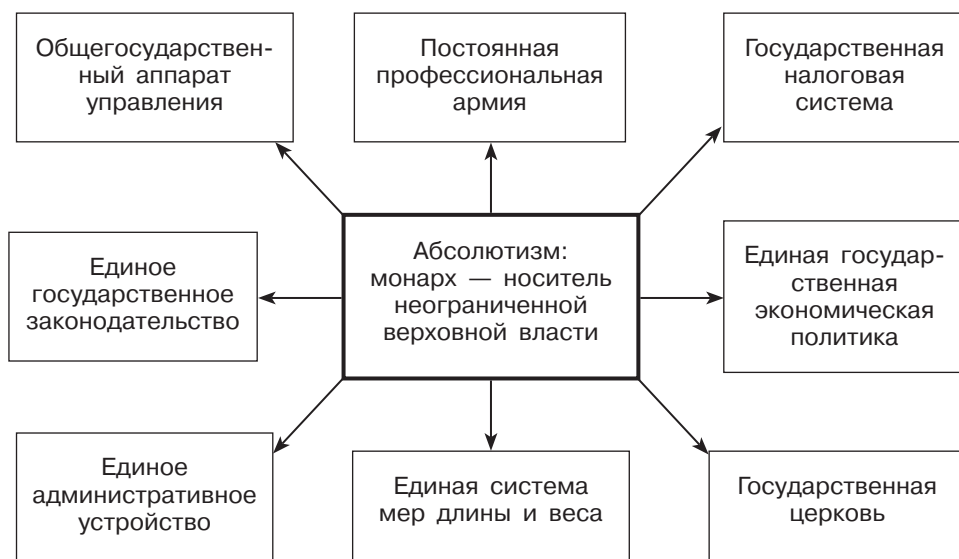 Общегосударствен-
ный аппарат
управления
Постоянная
профессиональная
армия
Государственная
налоговая
система
Единое
государственное
законодательство
Абсолютизм:
монарх — носитель
неограниченной
верховной власти
Единая государ-
ственная
экономическая
политика
Единое
административное
устройство
Единая система
мер длины и веса
Государственная
церковь